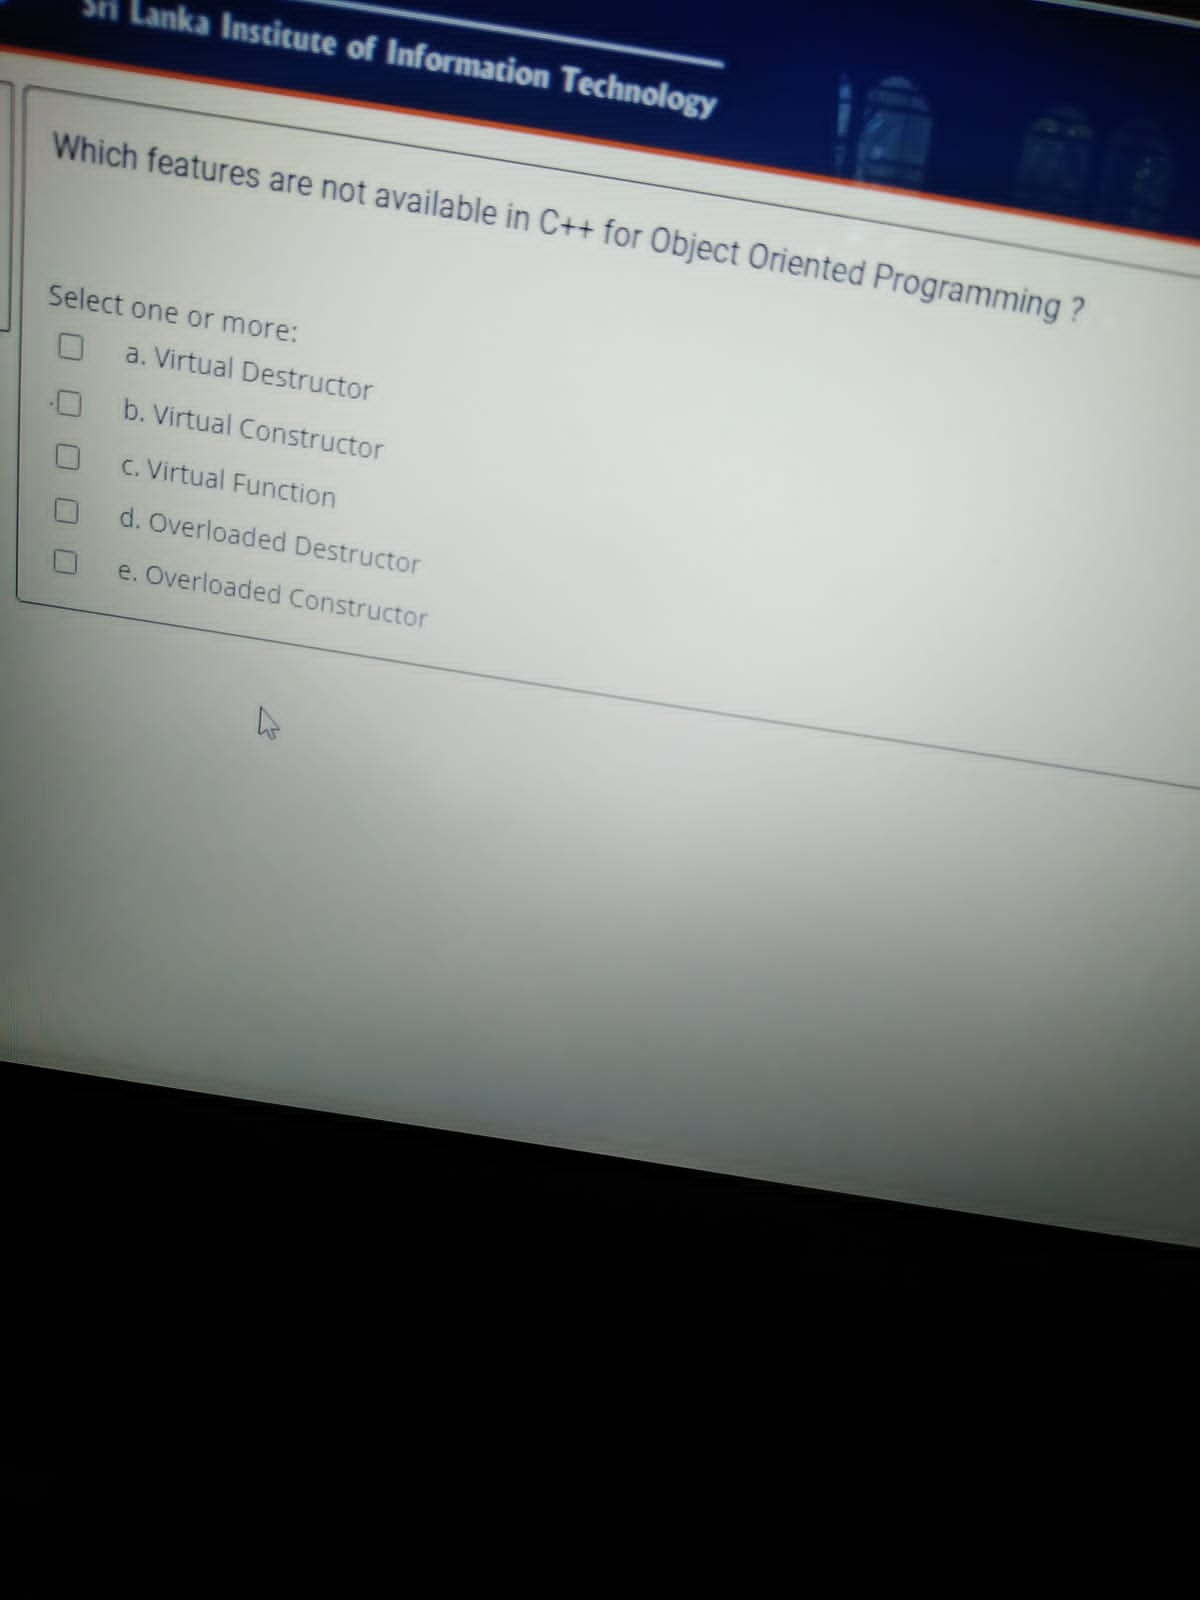 Sri Lanka Institute of Information Technology
Which features are not available in C++ for Object Oriented Programming ?
Select one or more:
a. Virtual Destructor
b. Virtual Constructor
c. Virtual Function
d. Overloaded Destructor
e. Overloaded Constructor